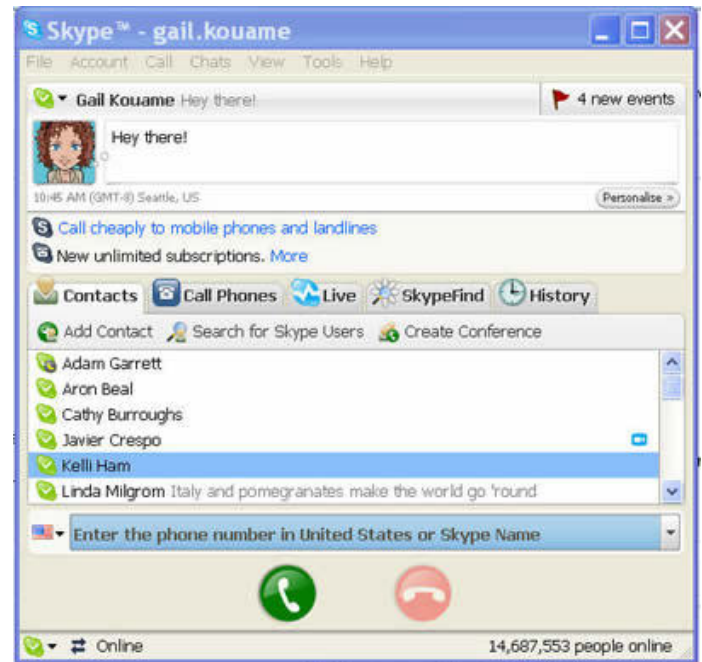 Skype™ - gail.kouame
File Account Call Chats View Tools Help
Gail Kouame Hey there! 4 new events
Hey there!
10:45 AM (GMT-8) Seattle, US Personalise »
Call cheaply to mobile phones and landlines
New unlimited subscriptions. More
Contacts Call Phones Live SkypeFind History
Add Contact Search for Skype Users Create Conference
Adam Garrett
Aron Beal
Cathy Burroughs
Javier Crespo
Kelli Ham
Linda Milgrom Italy and pomegranates make the world go 'round
Enter the phone number in United States or Skype Name
Online 14,687,553 people online